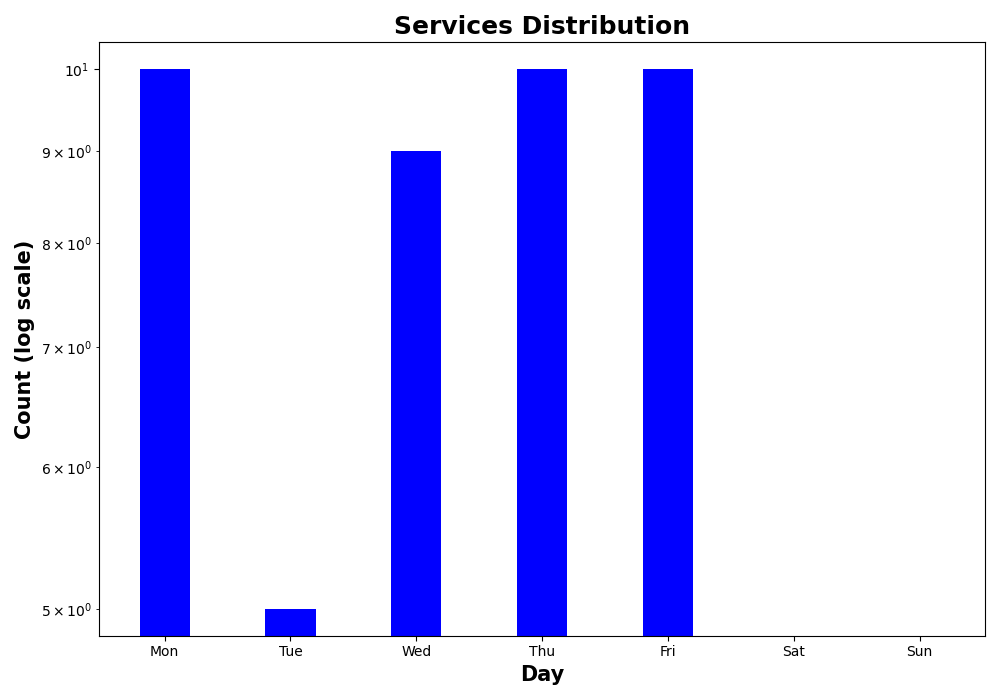 Services Distribution
Count (log scale)
10¹
9 × 10⁰
8 × 10⁰
7 × 10⁰
6 × 10⁰
5 × 10⁰
Mon Tue Wed Thu Fri Sat Sun
Day